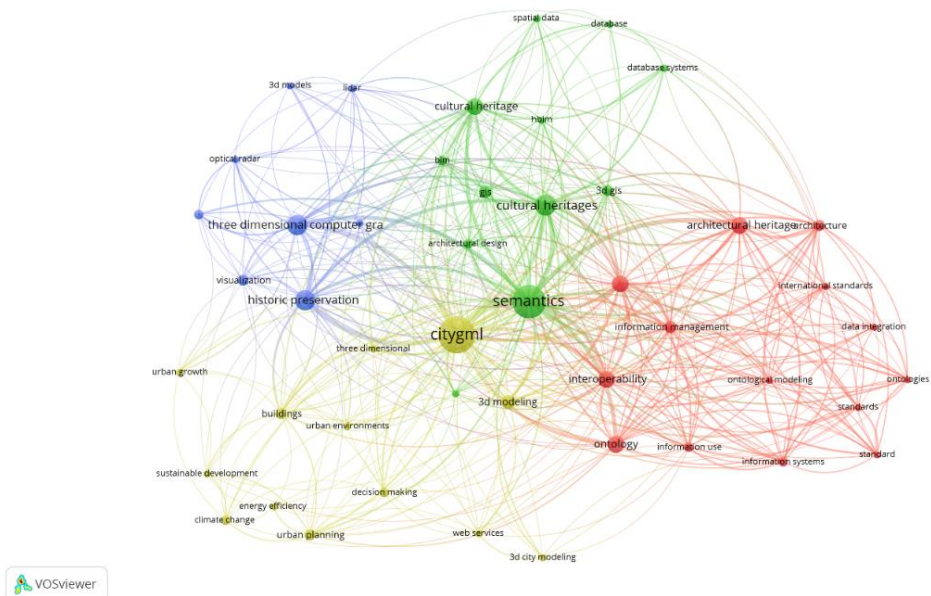 spatial data
database
database systems
3d models
lidar
cultural heritage
hbim
optical radar
bim
gis
3d gis
cultural heritages
three dimensional computer gra
architectural heritage
architecture
architectural design
visualization
international standards
historic preservation
semantics
information management
data integration
citygml
three dimensional
urban growth
interoperability
ontological modeling
ontologies
3d modeling
standards
buildings
urban environments
ontology
information use
standard
information systems
sustainable development
decision making
energy efficiency
climate change
urban planning
web services
3d city modeling
VOSviewer